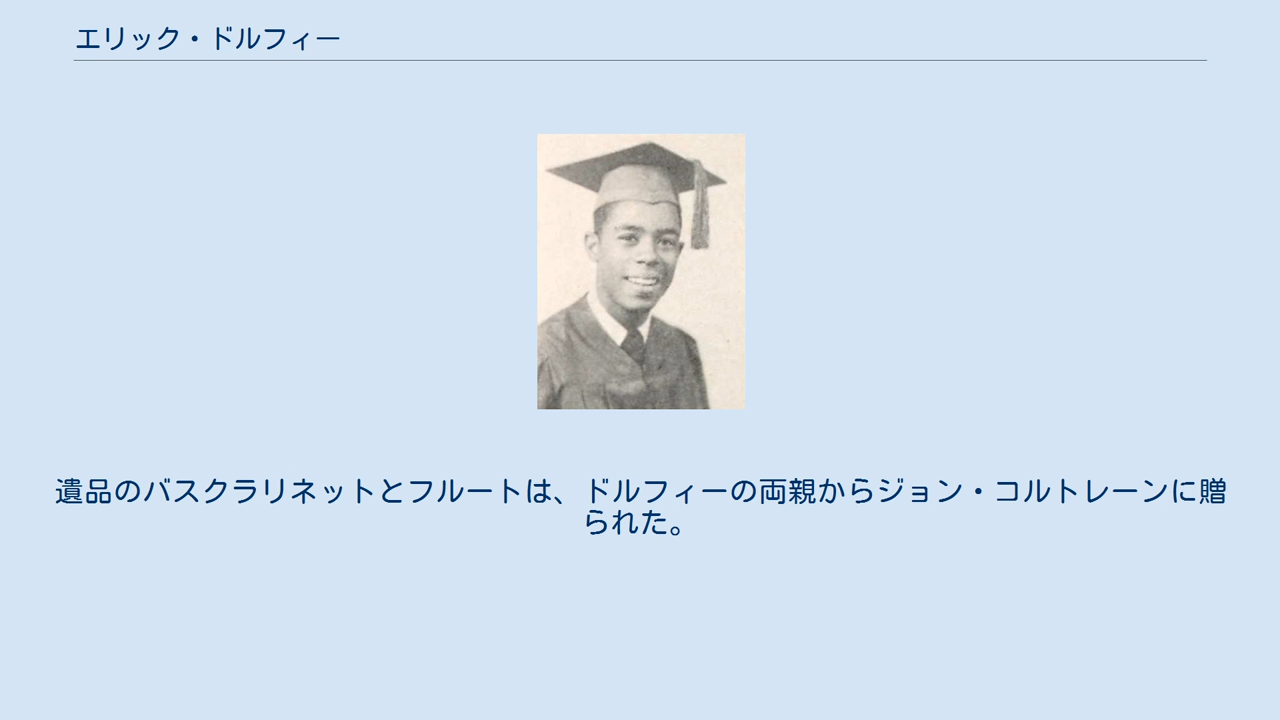 エリック・ドルフィー
遺品のバスクラリネットとフルートは、ドルフィーの両親からジョン・コルトレーンに贈
られた。